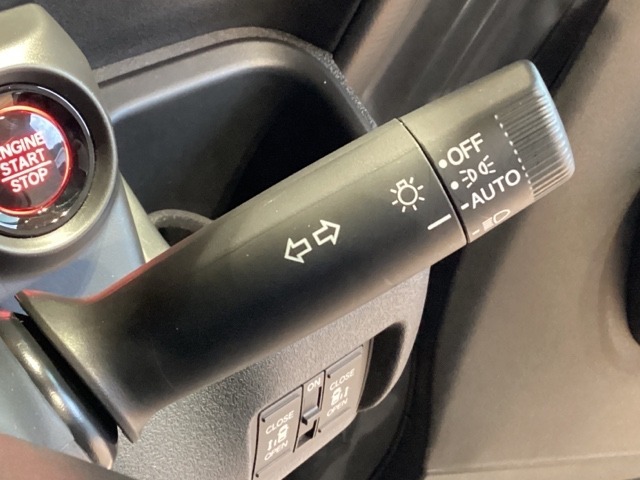 ENGINE
START
STOP
OFF
AUTO
CLOSE
OPEN
ON
CLOSE
OPEN